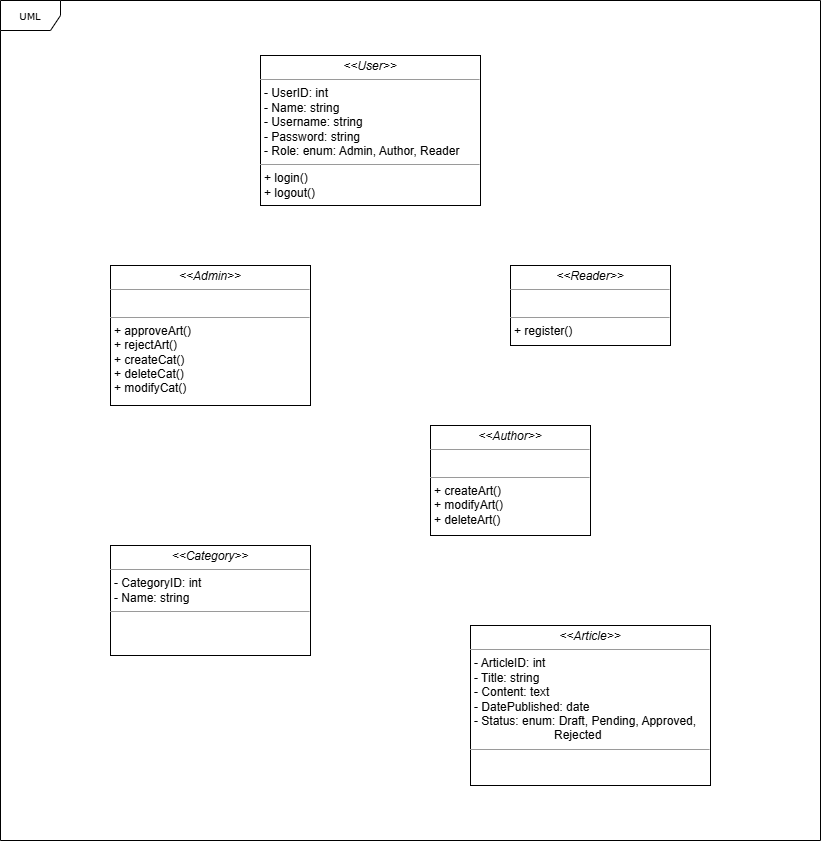 UML
<<User>>
- UserID: int
- Name: string
- Username: string
- Password: string
- Role: enum: Admin, Author, Reader
+ login()
+ logout()
<<Admin>>
+ approveArt()
+ rejectArt()
+ createCat()
+ deleteCat()
+ modifyCat()
<<Reader>>
+ register()
<<Author>>
+ createArt()
+ modifyArt()
+ deleteArt()
<<Category>>
- CategoryID: int
- Name: string
<<Article>>
- ArticleID: int
- Title: string
- Content: text
- DatePublished: date
- Status: enum: Draft, Pending, Approved,
Rejected